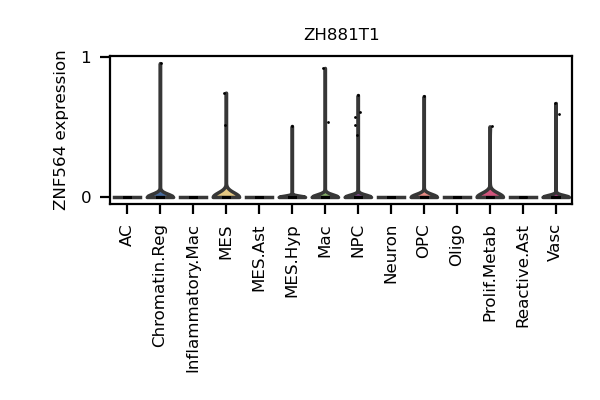 ZH881T1
ZNF564 expression
1
0
AC
Chromatin.Reg
Inflammatory.Mac
MES
MES.Ast
MES.Hyp
Mac
NPC
Neuron
OPC
Oligo
Prolif.Metab
Reactive.Ast
Vasc